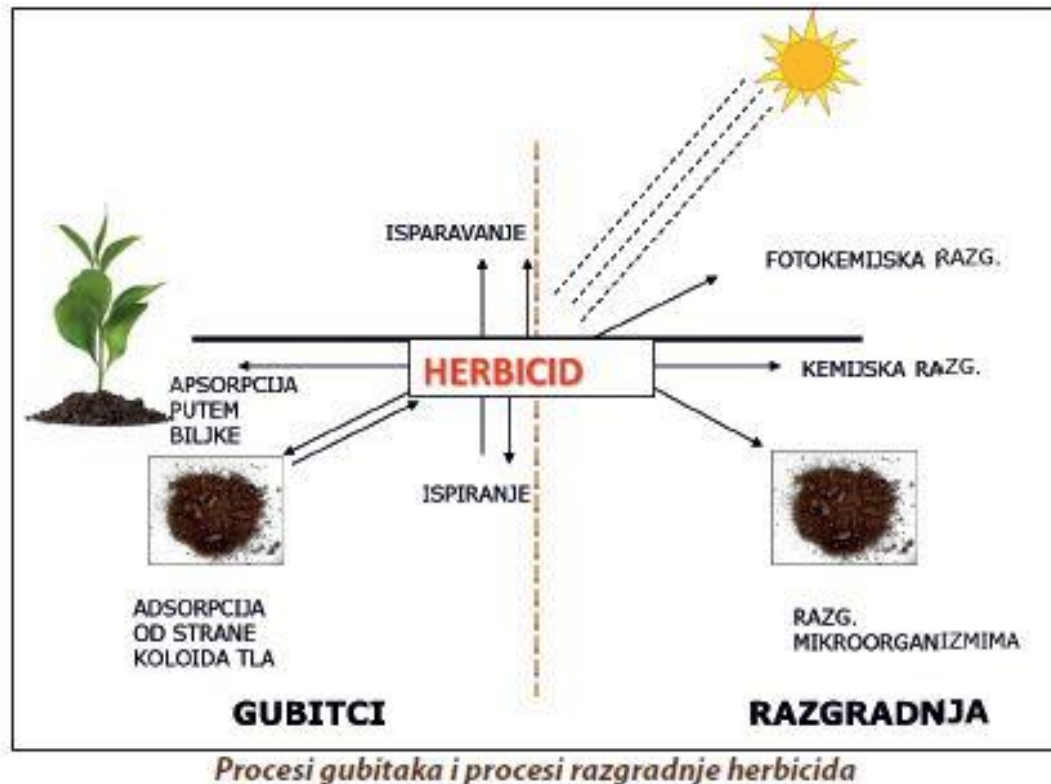 ISPARAVANJE
FOTOKEMIJSKA RAZG.
HERBICID
KEMIJSKA RAZG.
APSORPCIJA
PUTEM
BILJKE
ISPIRANJE
ADSORPCIJA
OD STRANE
KOLOIDA TLA
RAZG.
MIKROORGANIZMIMA
GUBITCI
RAZGRADNJA
Procesi gubitaka i procesi razgradnje herbicida